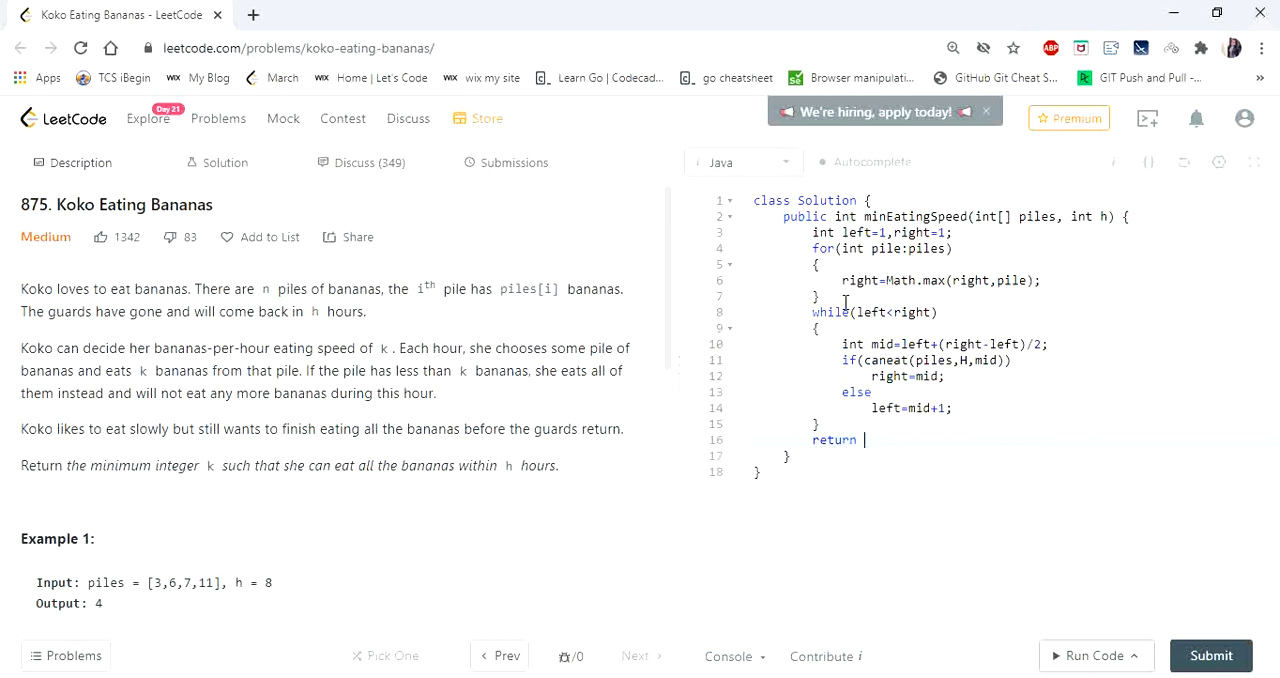 Koko Eating Bananas - LeetCode
leetcode.com/problems/koko-eating-bananas/
Apps TCS iBegin My Blog March Home | Let's Code wix my site Learn Go | Codecad... go cheatsheet Browser manipulati... GitHub Git Cheat S... GIT Push and Pull -... »
LeetCode Explore Day 21 Problems Mock Contest Discuss Store We're hiring, apply today! Premium
Description Solution Discuss (349) Submissions
i Java Autocomplete
875. Koko Eating Bananas
Medium 1342 83 Add to List Share
Koko loves to eat bananas. There are n piles of bananas, the ith pile has piles[i] bananas.
The guards have gone and will come back in h hours.
Koko can decide her bananas-per-hour eating speed of k. Each hour, she chooses some pile of
bananas and eats k bananas from that pile. If the pile has less than k bananas, she eats all of
them instead and will not eat any more bananas during this hour.
Koko likes to eat slowly but still wants to finish eating all the bananas before the guards return.
Return the minimum integer k such that she can eat all the bananas within h hours.
Example 1:
Input: piles = [3,6,7,11], h = 8
Output: 4
1 class Solution {
2 public int minEatingSpeed(int[] piles, int h) {
3 int left=1,right=1;
4 for(int pile:piles)
5 {
6 right=Math.max(right,pile);
7 }
8 while(left<right)
9 {
10 int mid=left+(right-left)/2;
11 if(caneat(piles,H,mid))
12 right=mid;
13 else
14 left=mid+1;
15 }
16 return
17 }
18 }
Problems Pick One < Prev /0 Next > Console Contribute i Run Code Submit